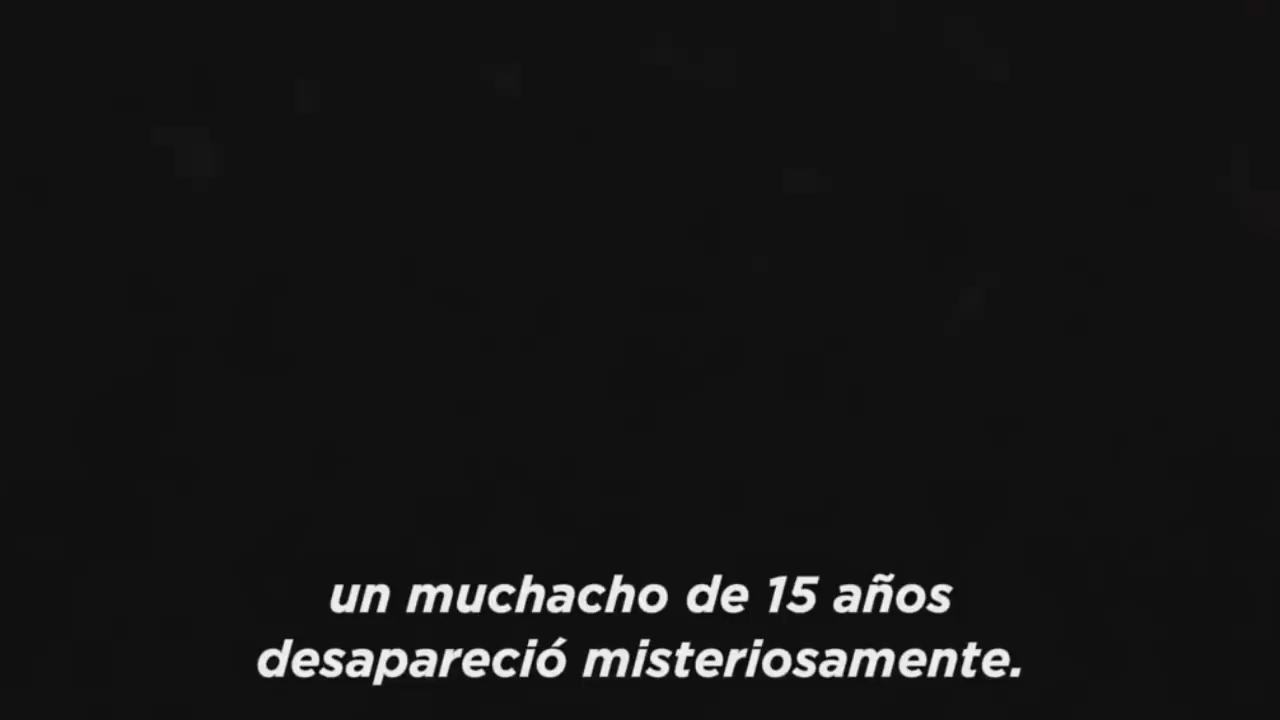 un muchacho de 15 años
desapareció misteriosamente.